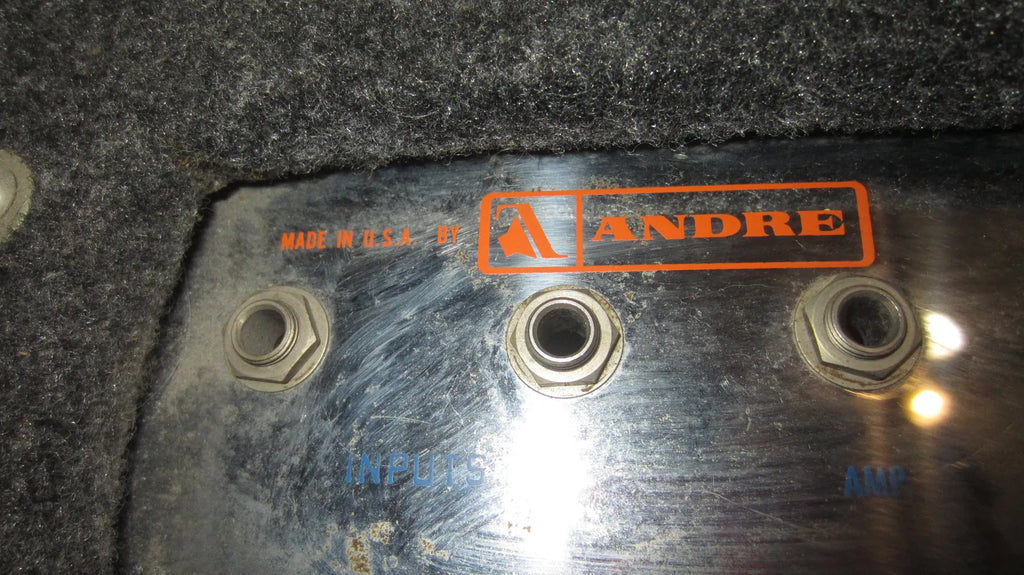 MADE IN U.S.A. BY A ANDRE
INPUTS AMP